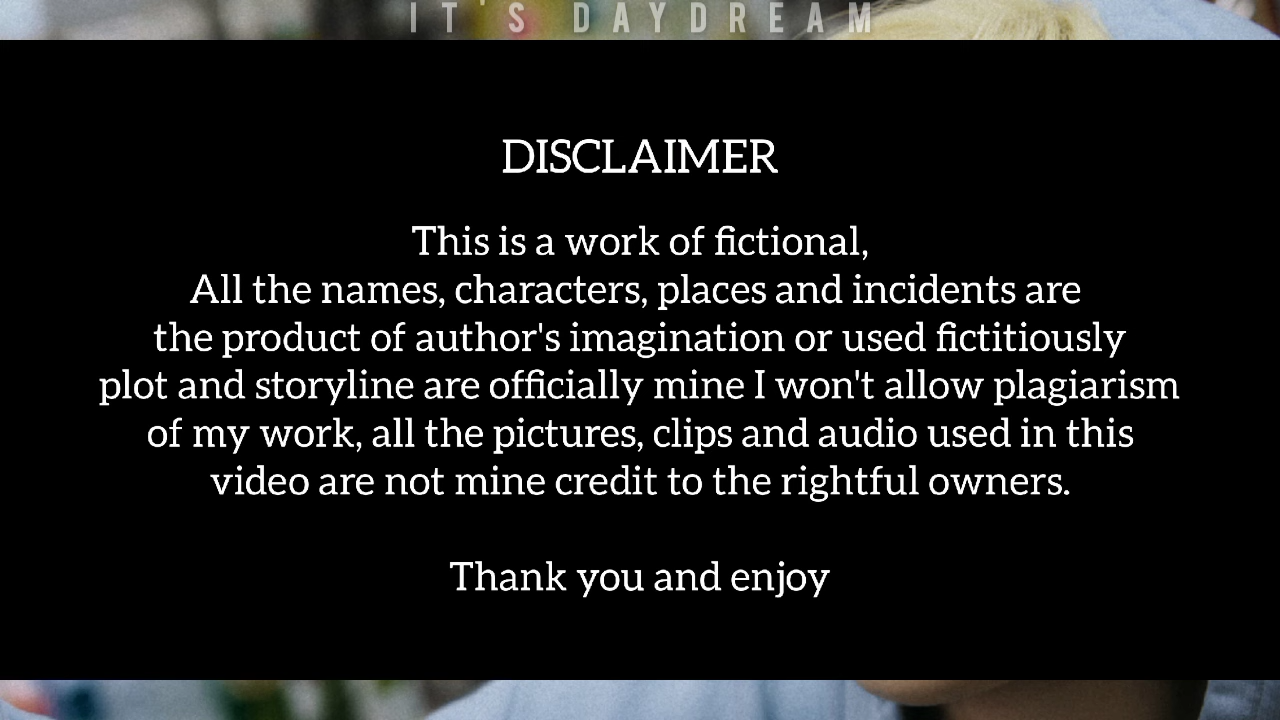 IT'S DAYDREAM
DISCLAIMER
This is a work of fictional,
All the names, characters, places and incidents are
the product of author's imagination or used fictitiously
plot and storyline are officially mine I won't allow plagiarism
of my work, all the pictures, clips and audio used in this
video are not mine credit to the rightful owners.
Thank you and enjoy